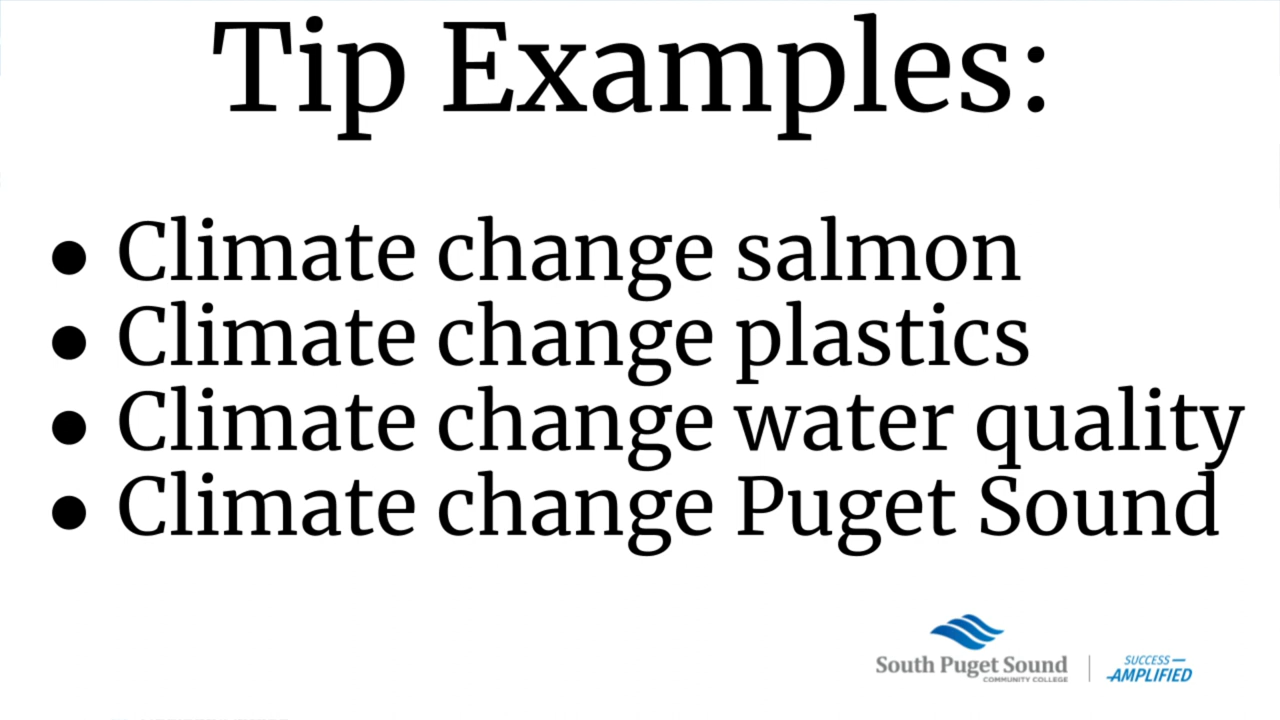 Tip Examples:
● Climate change salmon
● Climate change plastics
● Climate change water quality
● Climate change Puget Sound
South Puget Sound
COMMUNITY COLLEGE
SUCCESS
AMPLIFIED